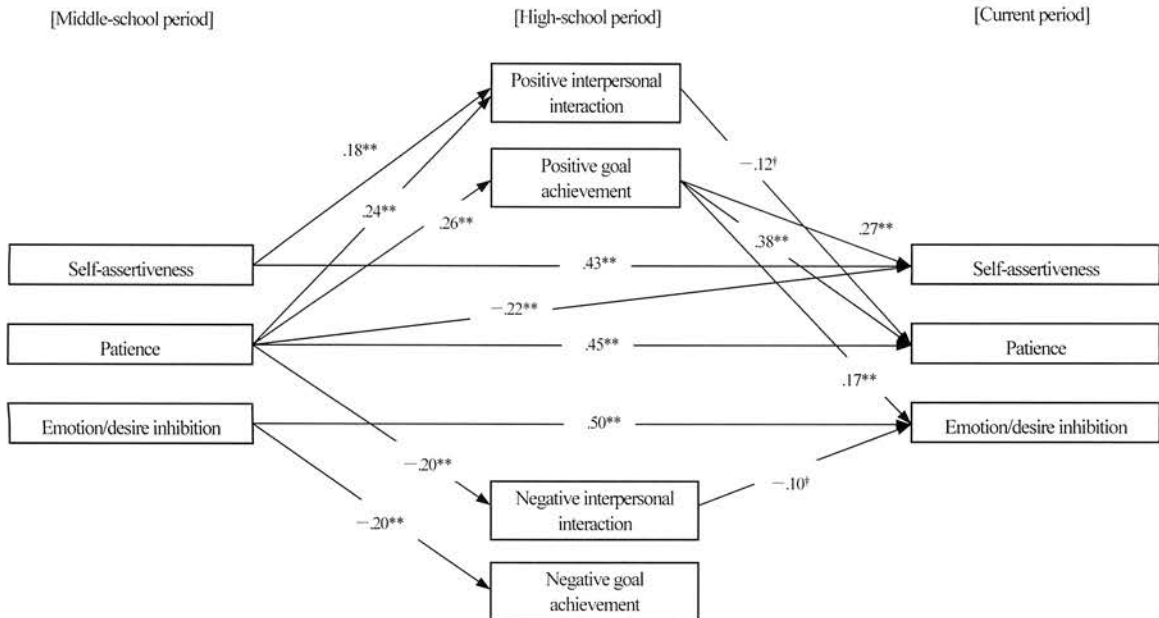 [Middle-school period]
[High-school period]
[Current period]
Positive interpersonal
interaction
Positive goal
achievement
.18**
.24**
.26**
−.12†
.27**
.38**
Self-assertiveness
.43**
Self-assertiveness
−.22**
Patience
.45**
Patience
.17**
Emotion/desire inhibition
.50**
Emotion/desire inhibition
−.20**
−.10†
Negative interpersonal
interaction
−.20**
Negative goal
achievement